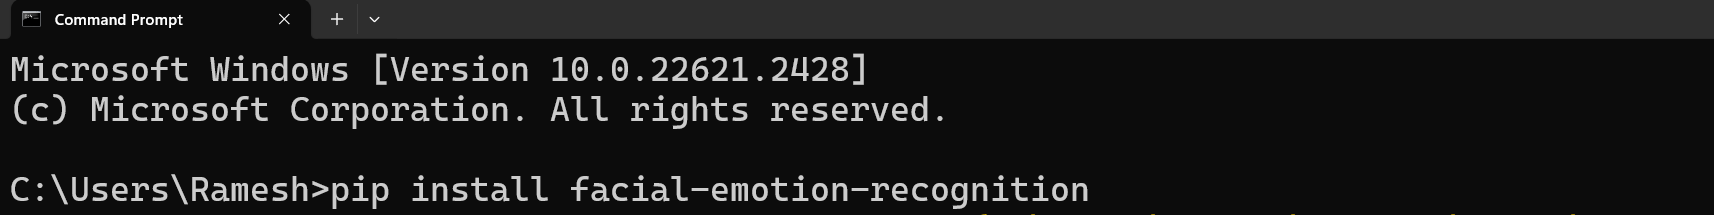 Command Prompt
Microsoft Windows [Version 10.0.22621.2428]
(c) Microsoft Corporation. All rights reserved.
C:\Users\Ramesh>pip install facial-emotion-recognition